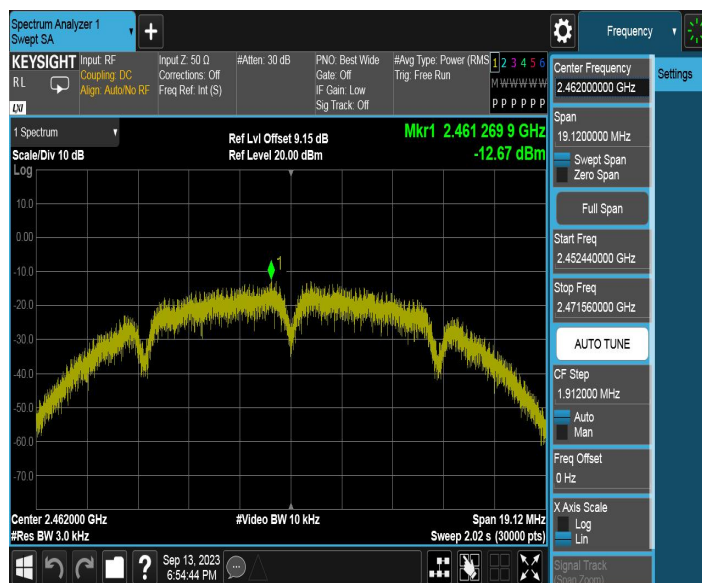 Spectrum Analyzer 1
Swept SA
+
Frequency
KEYSIGHT
RL
LXI
Input: RF
Coupling: DC
Align: Auto/No RF
Input Z: 50 Ω
Corrections: Off
Freq Ref: Int (S)
#Atten: 30 dB
PNO: Best Wide
Gate: Off
IF Gain: Low
Sig Track: Off
#Avg Type: Power (RMS
Trig: Free Run
1 2 3 4 5 6
M W W W W W
P P P P P P
1 Spectrum
Scale/Div 10 dB
Log
Ref Lvl Offset 9.15 dB
Ref Level 20.00 dBm
Mkr1 2.461 269 9 GHz
-12.67 dBm
10.0
0.00
-10.0
-20.0
-30.0
-40.0
-50.0
-60.0
-70.0
1
Center 2.462000 GHz
#Res BW 3.0 kHz
#Video BW 10 kHz
Span 19.12 MHz
Sweep 2.02 s (30000 pts)
Center Frequency
2.462000000 GHz
Settings
Span
19.1200000 MHz
Swept Span
Zero Span
Full Span
Start Freq
2.452440000 GHz
Stop Freq
2.471560000 GHz
AUTO TUNE
CF Step
1.912000 MHz
Auto
Man
Freq Offset
0 Hz
X Axis Scale
Log
Lin
Signal Track
(Span Zoom)
?
Sep 13, 2023
6:54:44 PM